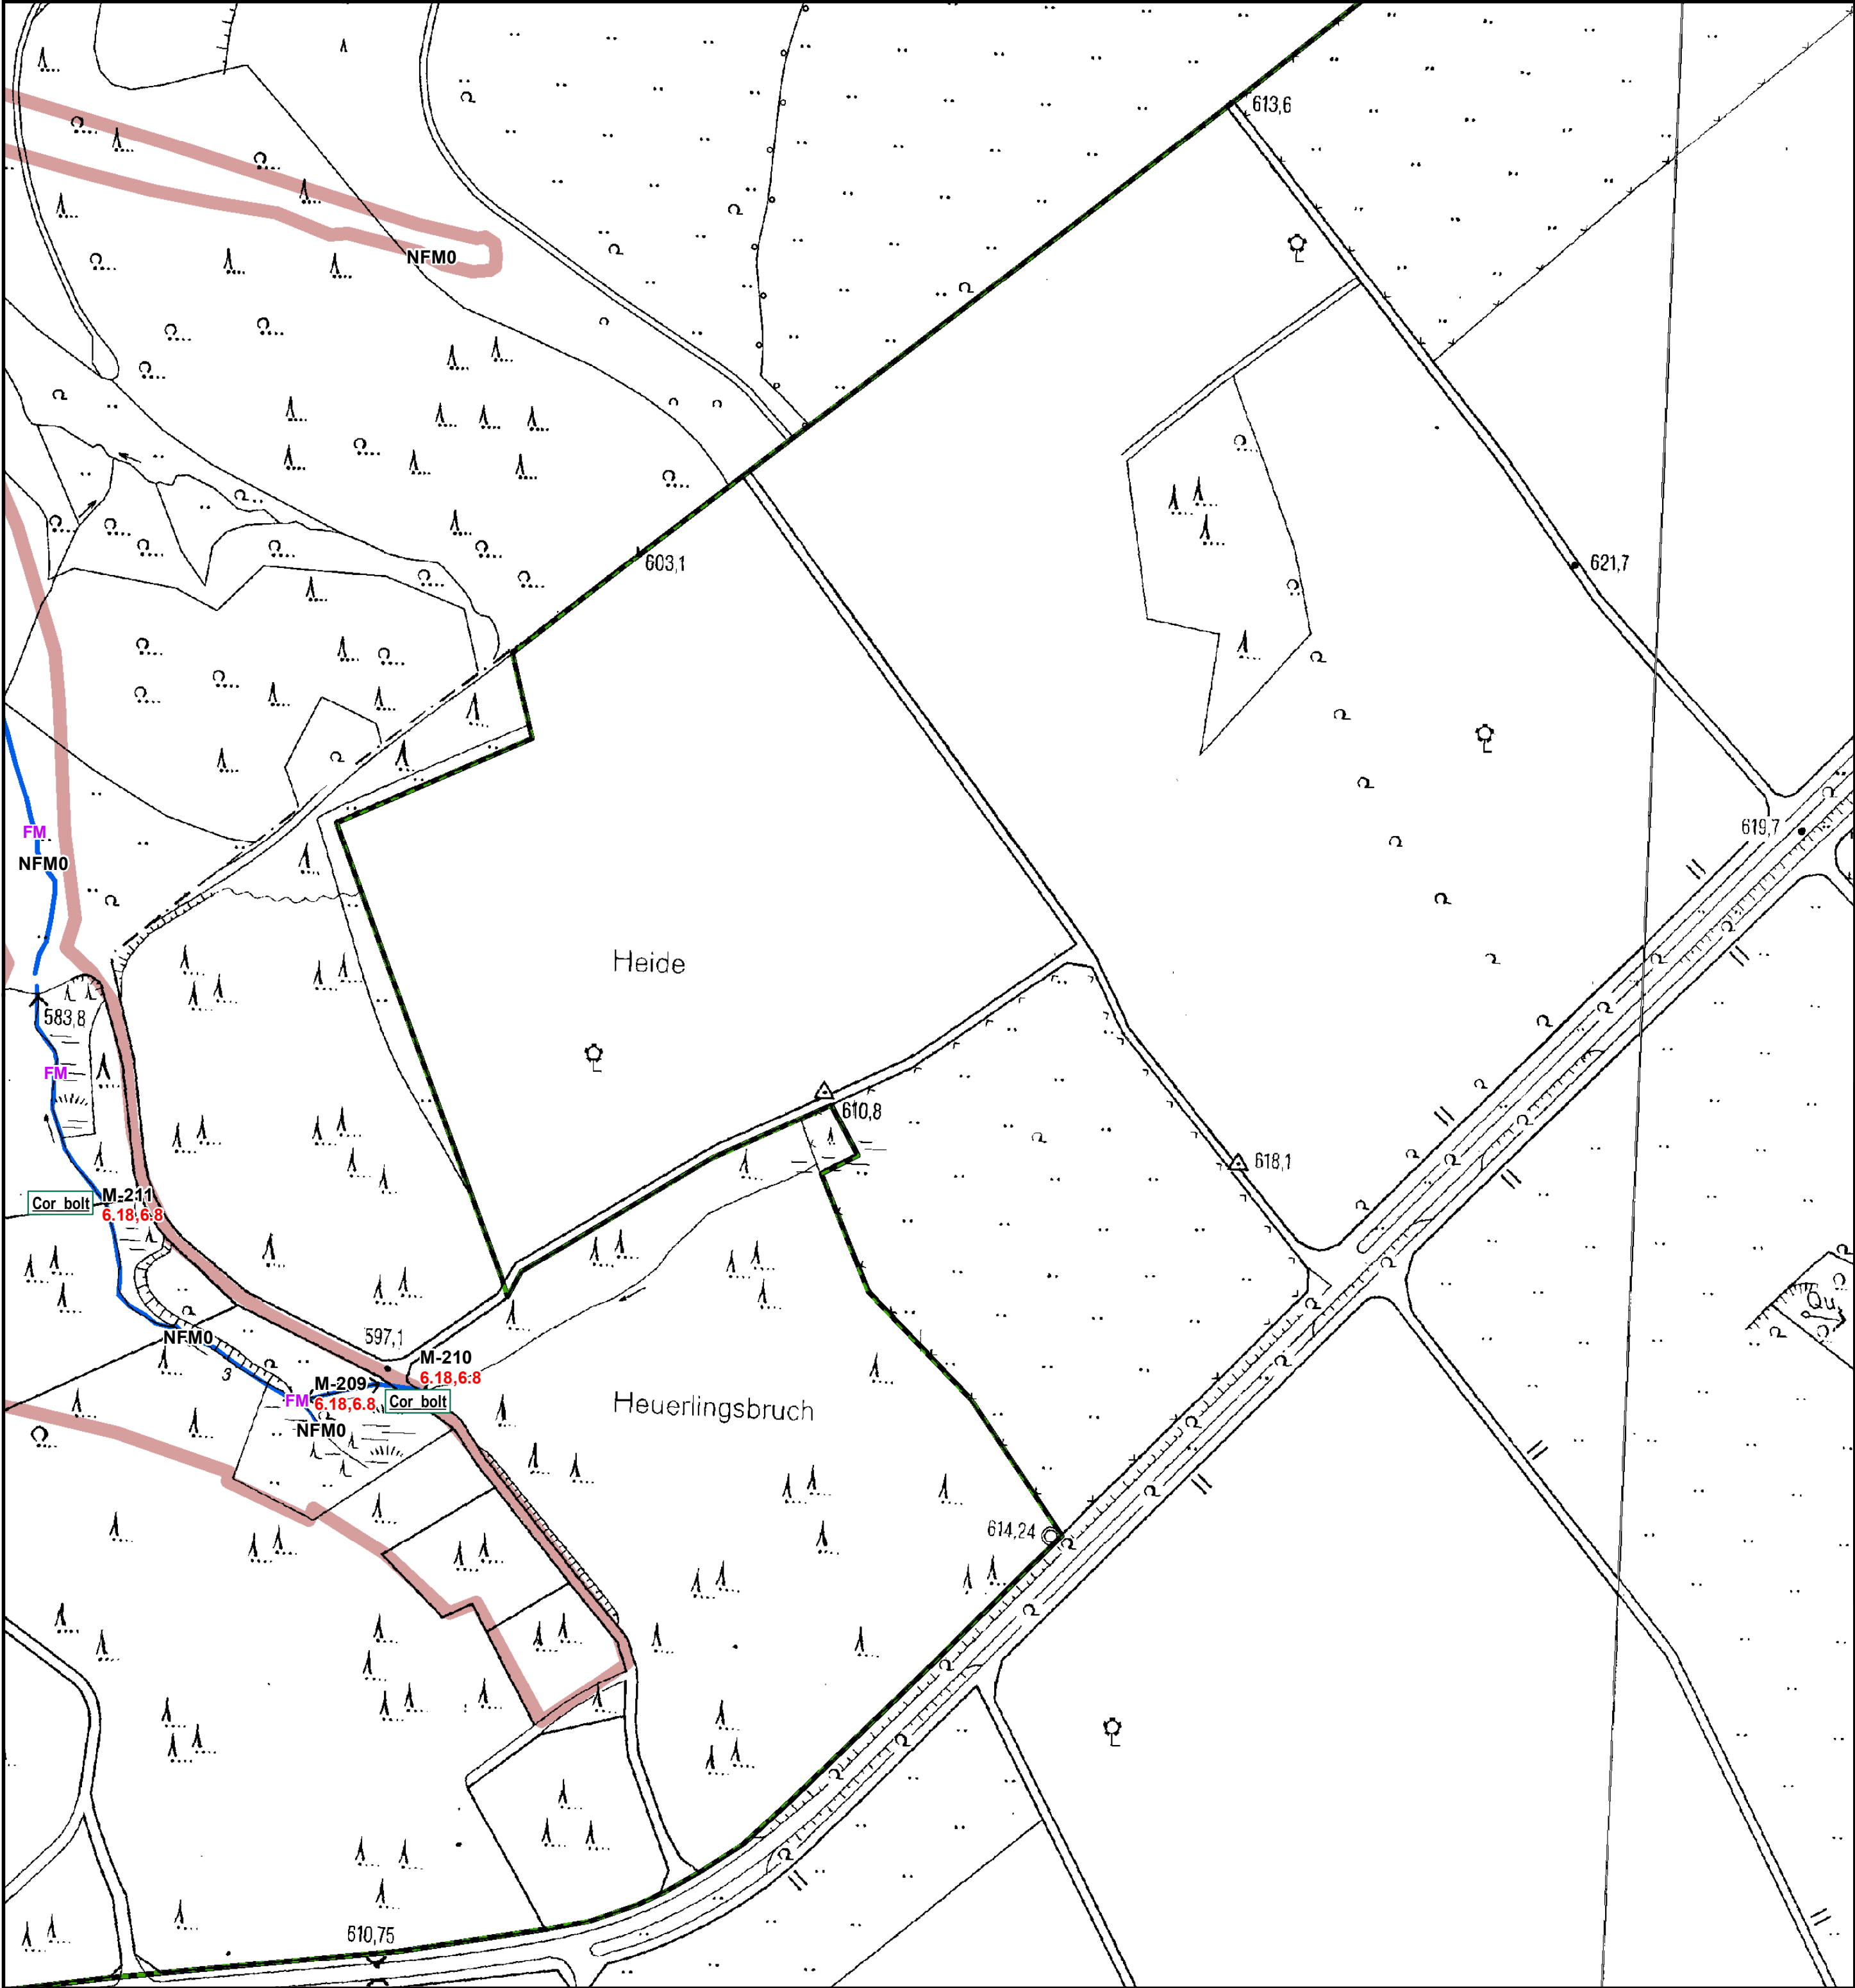 613,6
NFM0
603,1
621,7
619,7
FM
NFM0
Heide
583,8
FM
610,8
618,1
M-211
Cor_bolt
6.18,6.8
Qu.
NFM0
597,1
M-210
6.18,6.8
3
M-209
FM
6.18,6.8
Cor_bolt
NFM0
Heuerlingsbruch
614,24
610,75